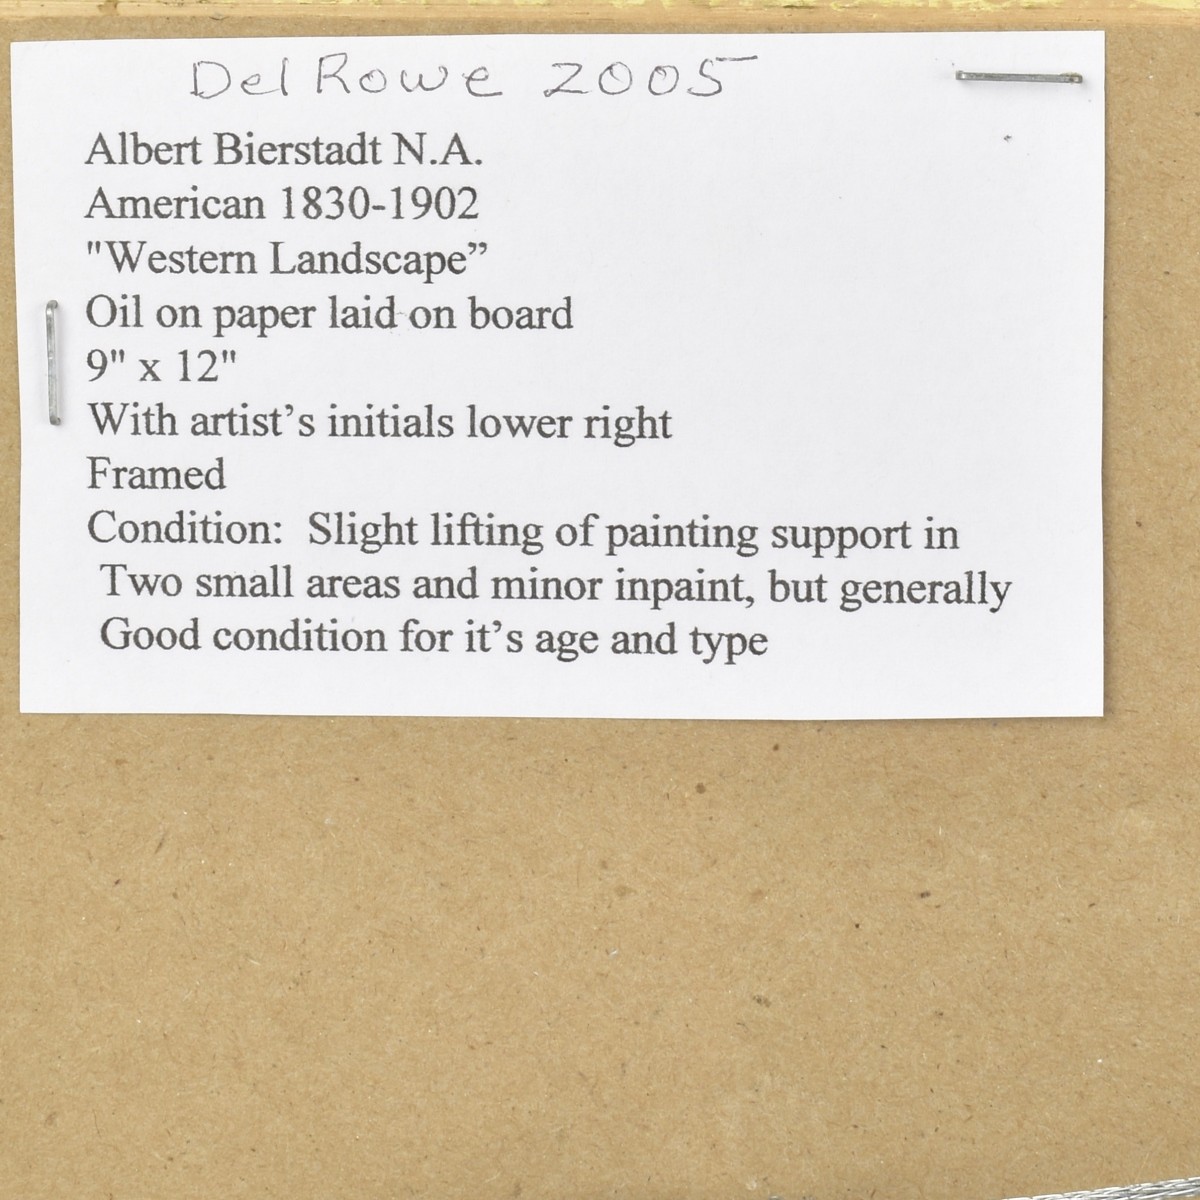 Del Rowe 2005
Albert Bierstadt N.A.
American 1830-1902
"Western Landscape”
Oil on paper laid on board
9" x 12"
With artist’s initials lower right
Framed
Condition:  Slight lifting of painting support in
Two small areas and minor inpaint, but generally
Good condition for it’s age and type